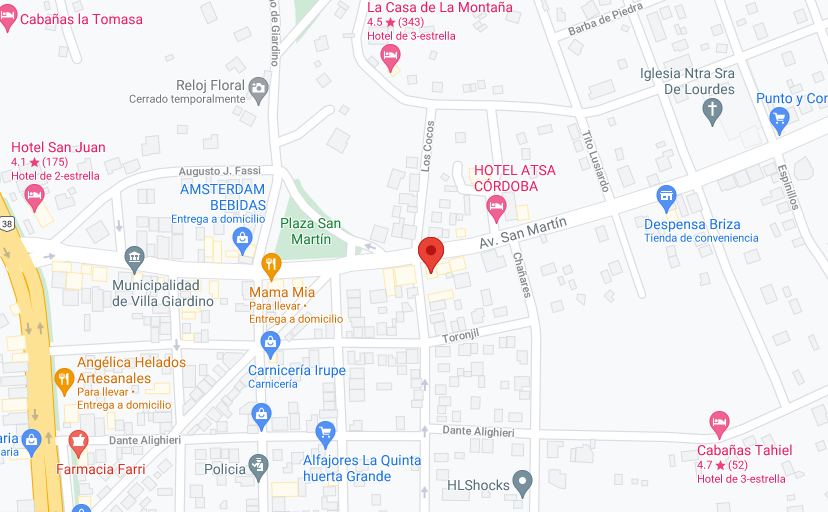 La Casa de La Montaña
4.5 ★ (343)
Hotel de 3-estrella
Cabañas la Tomasa
o de Giardino
Barba de Piedra
Iglesia Ntra Sra
De Lourdes
Reloj Floral
Cerrado temporalmente
Punto y Con
Los Cocos
Tito Lusiardo
Hotel San Juan
4.1 ★ (175)
Hotel de 2-estrella
Augusto J. Fassi
HOTEL ATSA
CÓRDOBA
Espinillos
AMSTERDAM
BEBIDAS
Entrega a domicilio
Plaza San
Martín
38
Av. San Martín
Despensa Briza
Tienda de conveniencia
Chañares
Municipalidad
de Villa Giardino
Mama Mia
Para llevar •
Entrega a domicilio
Toronjil
Angélica Helados
Artesanales
Para llevar •
Entrega a domicilio
Carnicería Irupe
Carnicería
aria
aria
Dante Alighieri
Dante Alighieri
Farmacia Farri
Policia
Alfajores La Quinta
huerta Grande
HLShocks
Cabañas Tahiel
4.7 ★ (52)
Hotel de 3-estrella